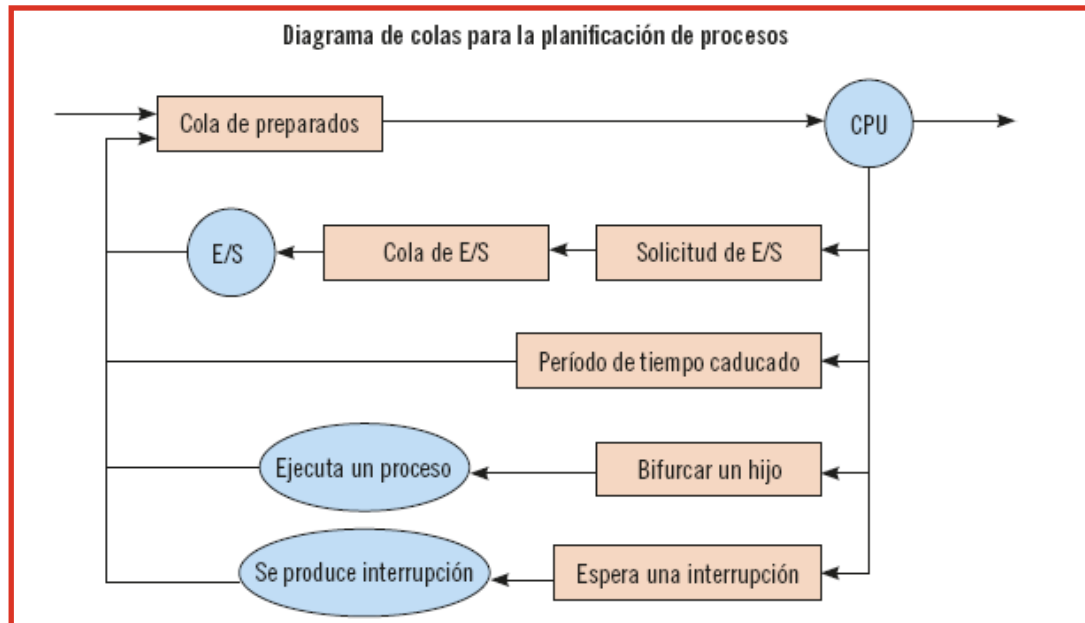 Diagrama de colas para la planificación de procesos
Cola de preparados
CPU
E/S
Cola de E/S
Solicitud de E/S
Período de tiempo caducado
Ejecuta un proceso
Bifurcar un hijo
Se produce interrupción
Espera una interrupción